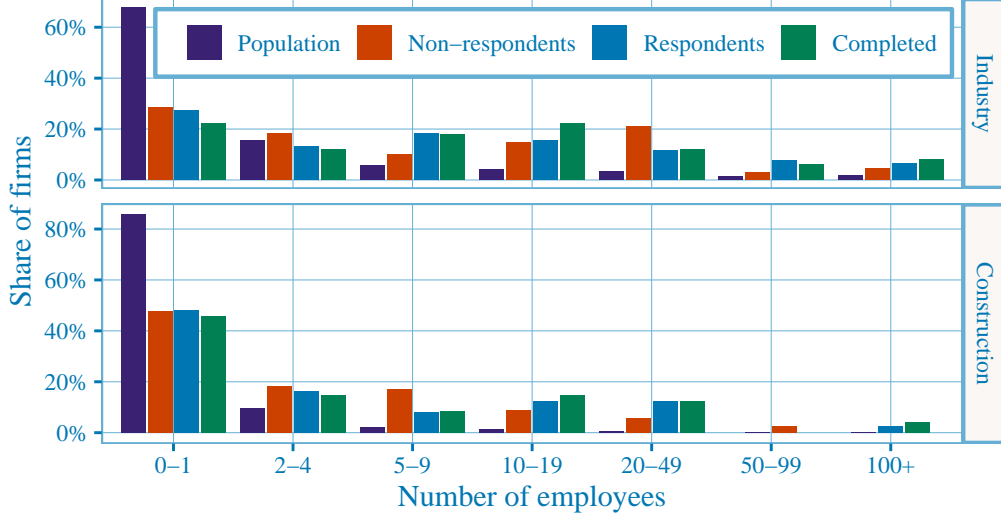 60%
40%
20%
0%
Population
Non–respondents
Respondents
Completed
Industry
Share of firms
80%
60%
40%
20%
0%
Construction
0–1
2–4
5–9
10–19
20–49
50–99
100+
Number of employees